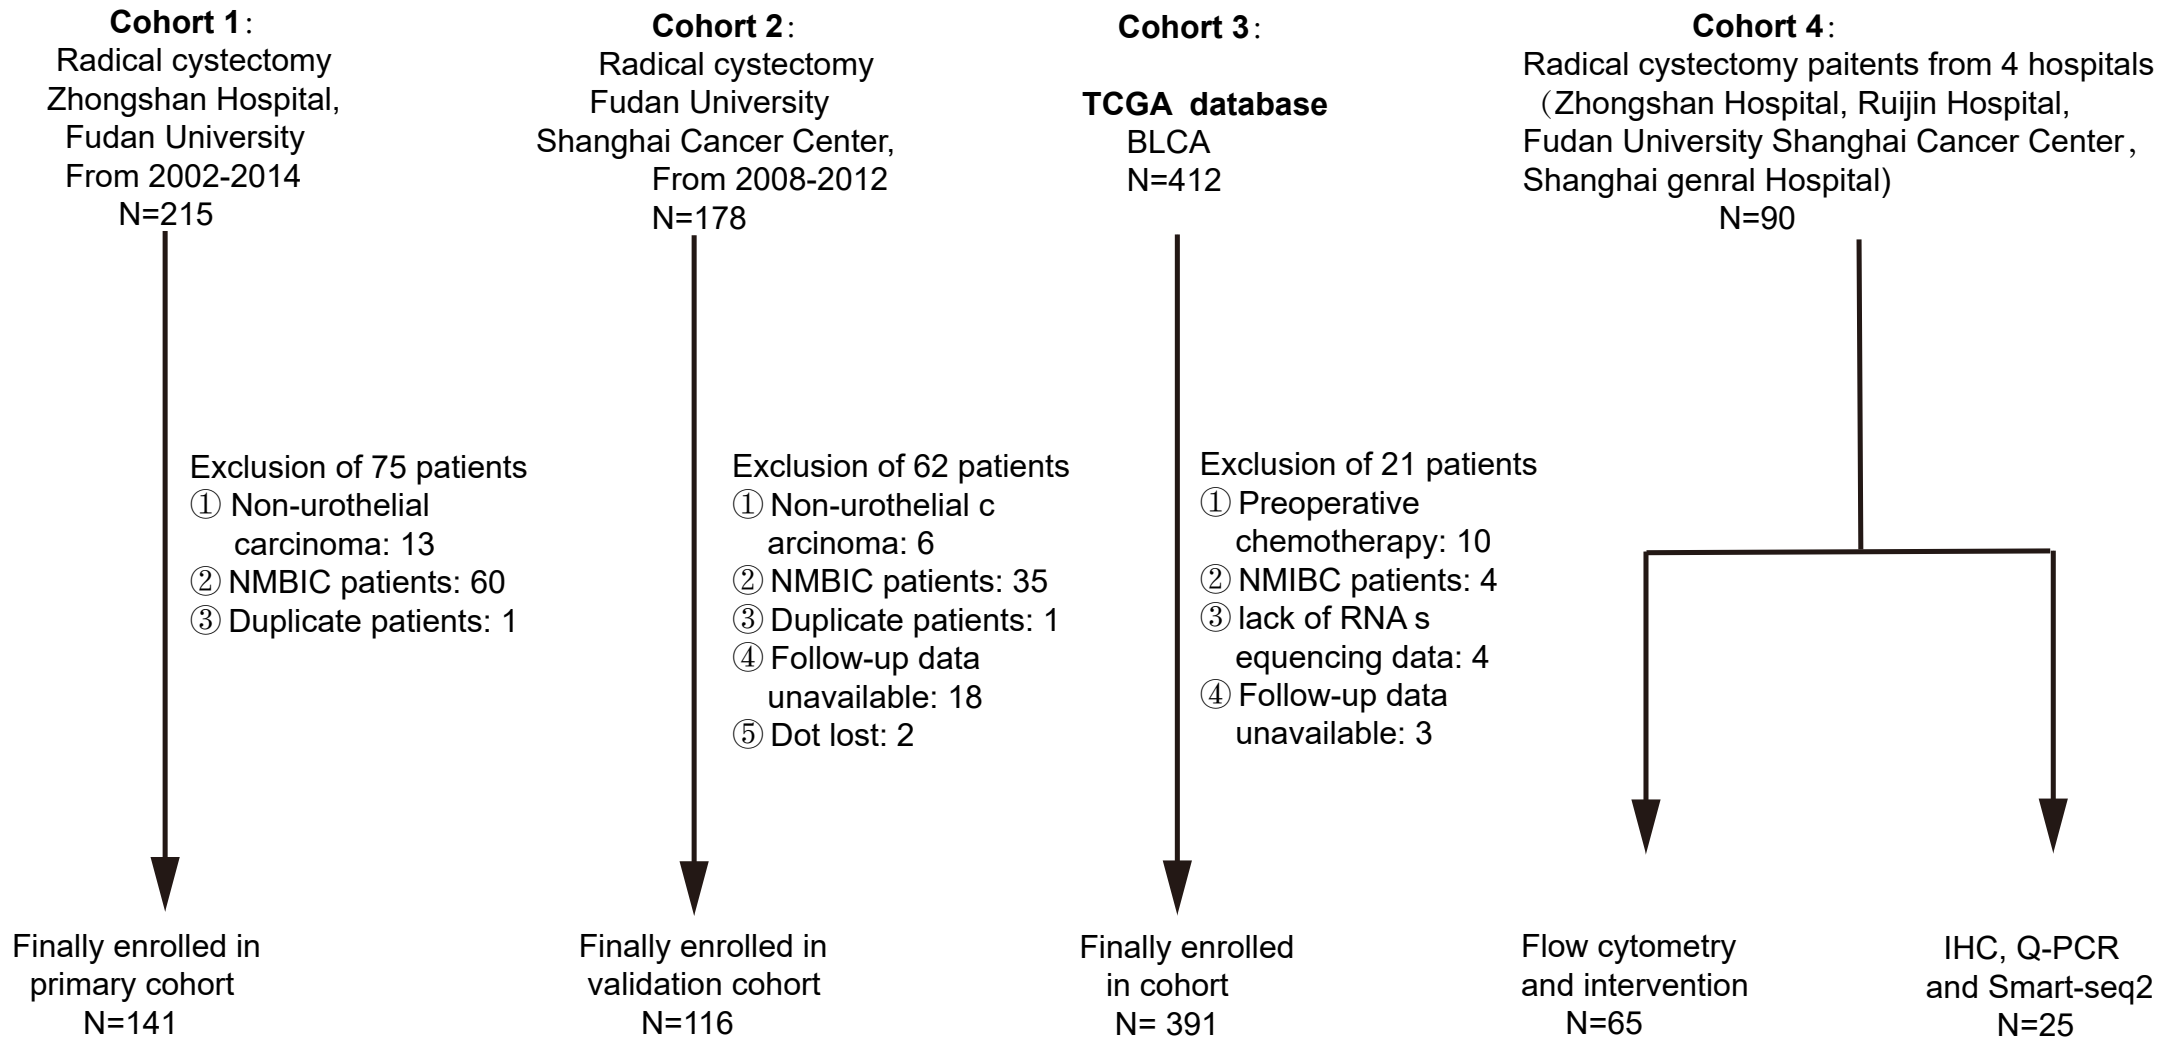 Cohort 1：
Radical cystectomy
Zhongshan Hospital,
Fudan University
From 2002-2014
N=215
Exclusion of 75 patients
① Non-urothelial
carcinoma: 13
② NMBIC patients: 60
③ Duplicate patients: 1
Finally enrolled in
primary cohort
N=141
Cohort 2：
Radical cystectomy
Fudan University
Shanghai Cancer Center,
From 2008-2012
N=178
Exclusion of 62 patients
① Non-urothelial c
arcinoma: 6
② NMBIC patients: 35
③ Duplicate patients: 1
④ Follow-up data
unavailable: 18
⑤ Dot lost: 2
Finally enrolled in
validation cohort
N=116
Cohort 3：
TCGA database
BLCA
N=412
Exclusion of 21 patients
① Preoperative
chemotherapy: 10
② NMIBC patients: 4
③ lack of RNA s
equencing data: 4
④ Follow-up data
unavailable: 3
Finally enrolled
in cohort
N= 391
Cohort 4：
Radical cystectomy paitents from 4 hospitals
（Zhongshan Hospital, Ruijin Hospital,
Fudan University Shanghai Cancer Center，
Shanghai genral Hospital)
N=90
Flow cytometry
and intervention
N=65
IHC, Q-PCR
and Smart-seq2
N=25